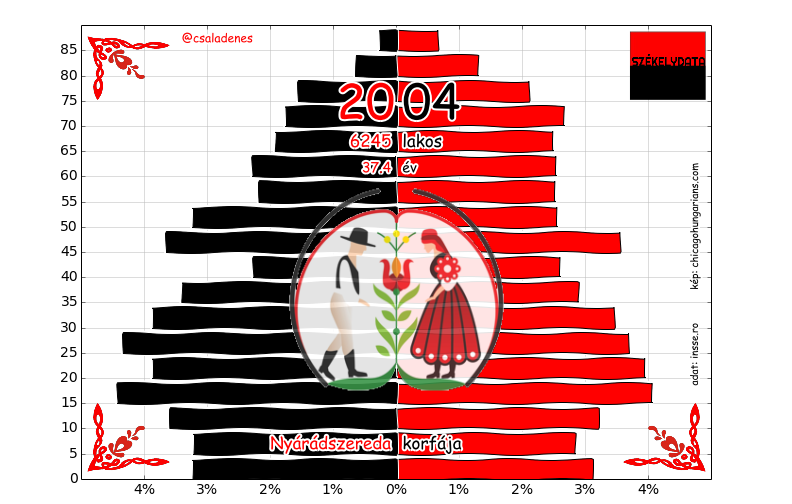 @csaladenes
SZÉKELYDATA
2004
6245 lakos
37.4 év
85
80
75
70
65
60
55
50
45
40
35
30
25
20
15
10
5
0
kép: chicagohungarians.com
adat: insse.ro
Nyárádszereda korfája
4% 3% 2% 1% 0% 1% 2% 3% 4%